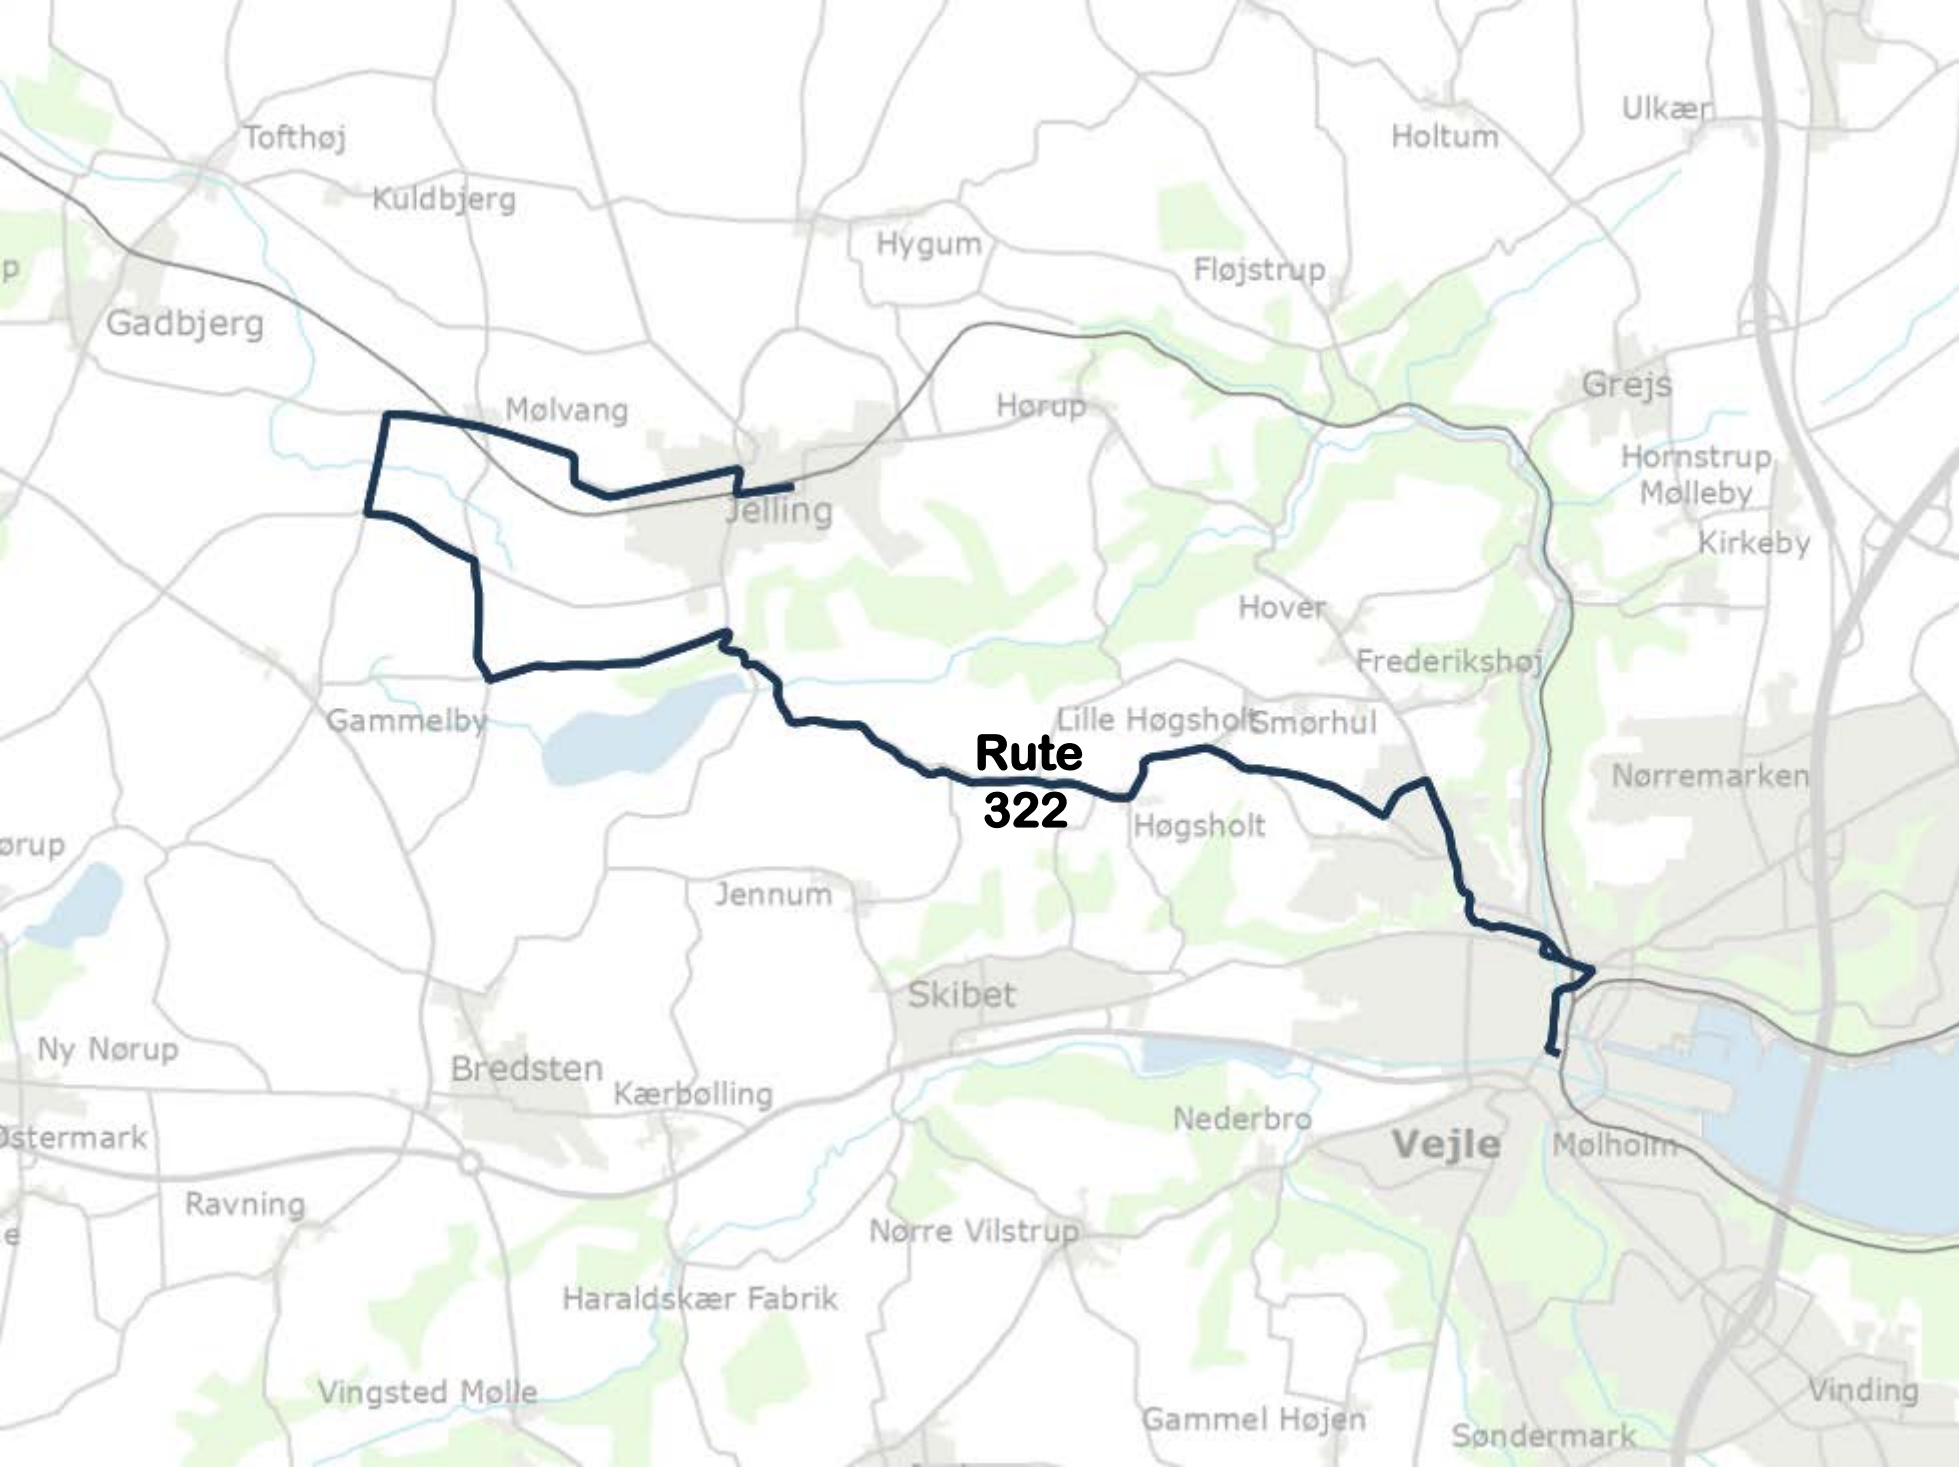 Ulkær
Tofthøj
Holtum
Kuldbjerg
Hygum
p
Fløjstrup
Gadbjerg
Grejs
Mølvang
Hørup
Hornstrup
Mølleby
Jelling
Kirkeby
Hover
Frederikshøj
Gammelby
Lille Høgsholt
Smørhul
Rute
322
Nørremarken
Høgsholt
ørup
Jennum
Skibet
Ny Nørup
Bredsten
Kærbølling
Nederbro
Østermark
Vejle
Mølholm
Ravning
Nørre Vilstrup
e
Haraldskær Fabrik
Vingsted Mølle
Vinding
Gammel Højen
Søndermark